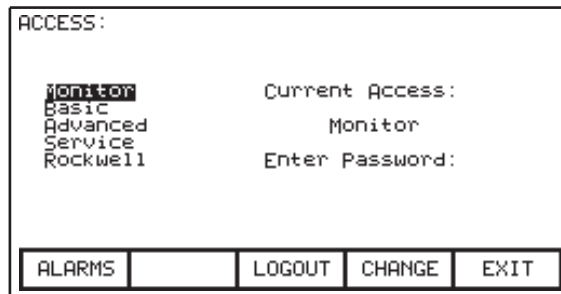 ACCESS:
Monitor
Basic
Advanced
Service
Rockwell
Current Access:
Monitor
Enter Password:
ALARMS LOGOUT CHANGE EXIT